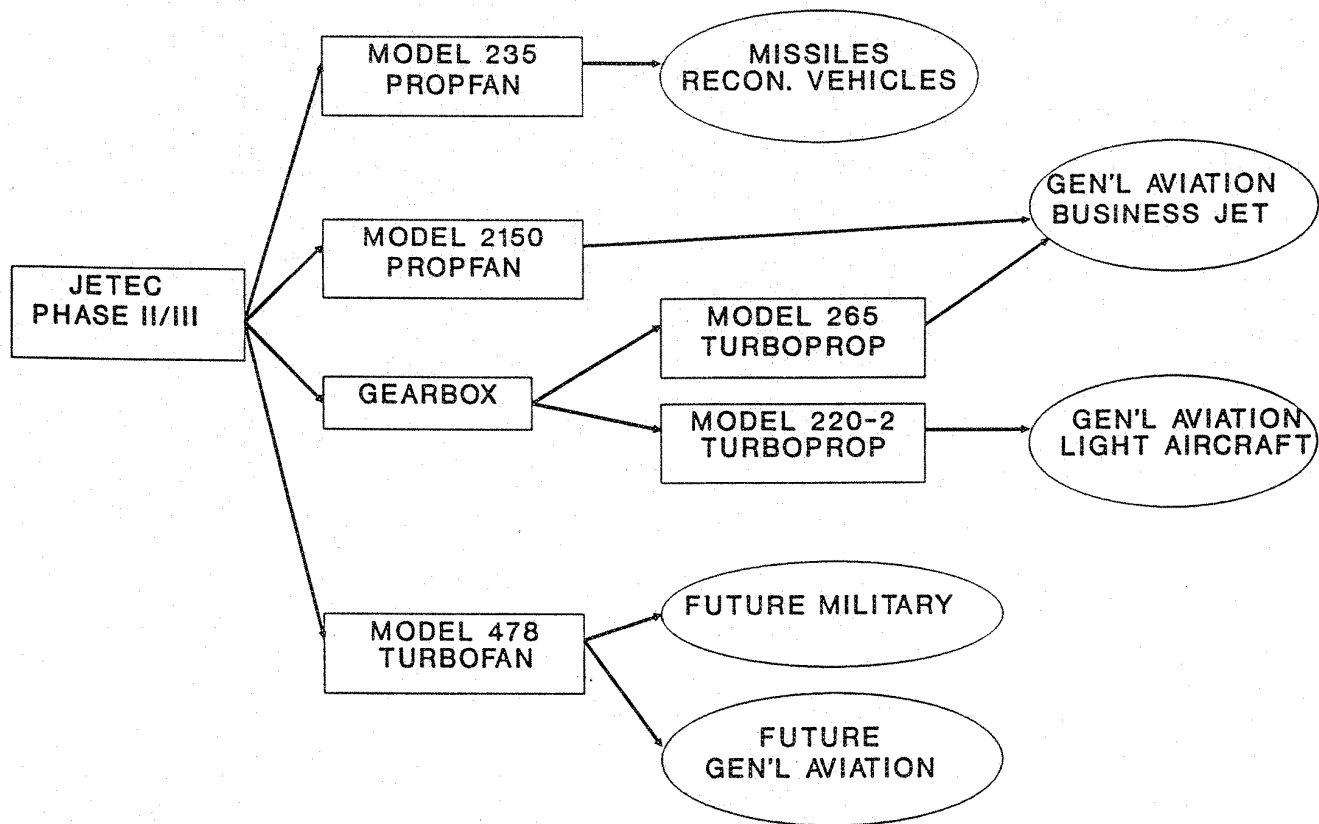 MODEL 235
PROPFAN
MISSILES
RECON. VEHICLES
GEN'L AVIATION
BUSINESS JET
MODEL 2150
PROPFAN
JETEC
PHASE II/III
MODEL 265
TURBOPROP
GEARBOX
MODEL 220-2
TURBOPROP
GEN'L AVIATION
LIGHT AIRCRAFT
FUTURE MILITARY
MODEL 478
TURBOFAN
FUTURE
GEN'L AVIATION